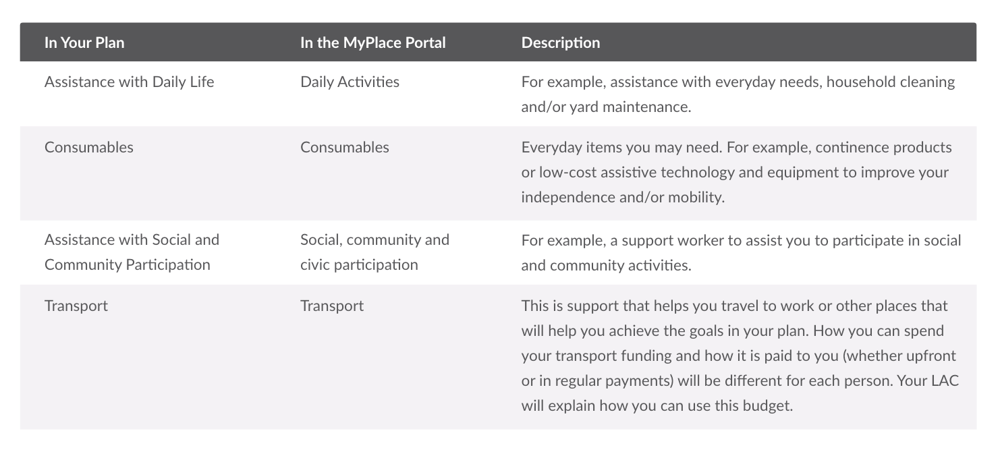 In Your Plan
In the MyPlace Portal
Description
Assistance with Daily Life
Daily Activities
For example, assistance with everyday needs, household cleaning
and/or yard maintenance.
Consumables
Consumables
Everyday items you may need. For example, continence products
or low-cost assistive technology and equipment to improve your
independence and/or mobility.
Assistance with Social and
Community Participation
Social, community and
civic participation
For example, a support worker to assist you to participate in social
and community activities.
Transport
Transport
This is support that helps you travel to work or other places that
will help you achieve the goals in your plan. How you can spend
your transport funding and how it is paid to you (whether upfront
or in regular payments) will be different for each person. Your LAC
will explain how you can use this budget.